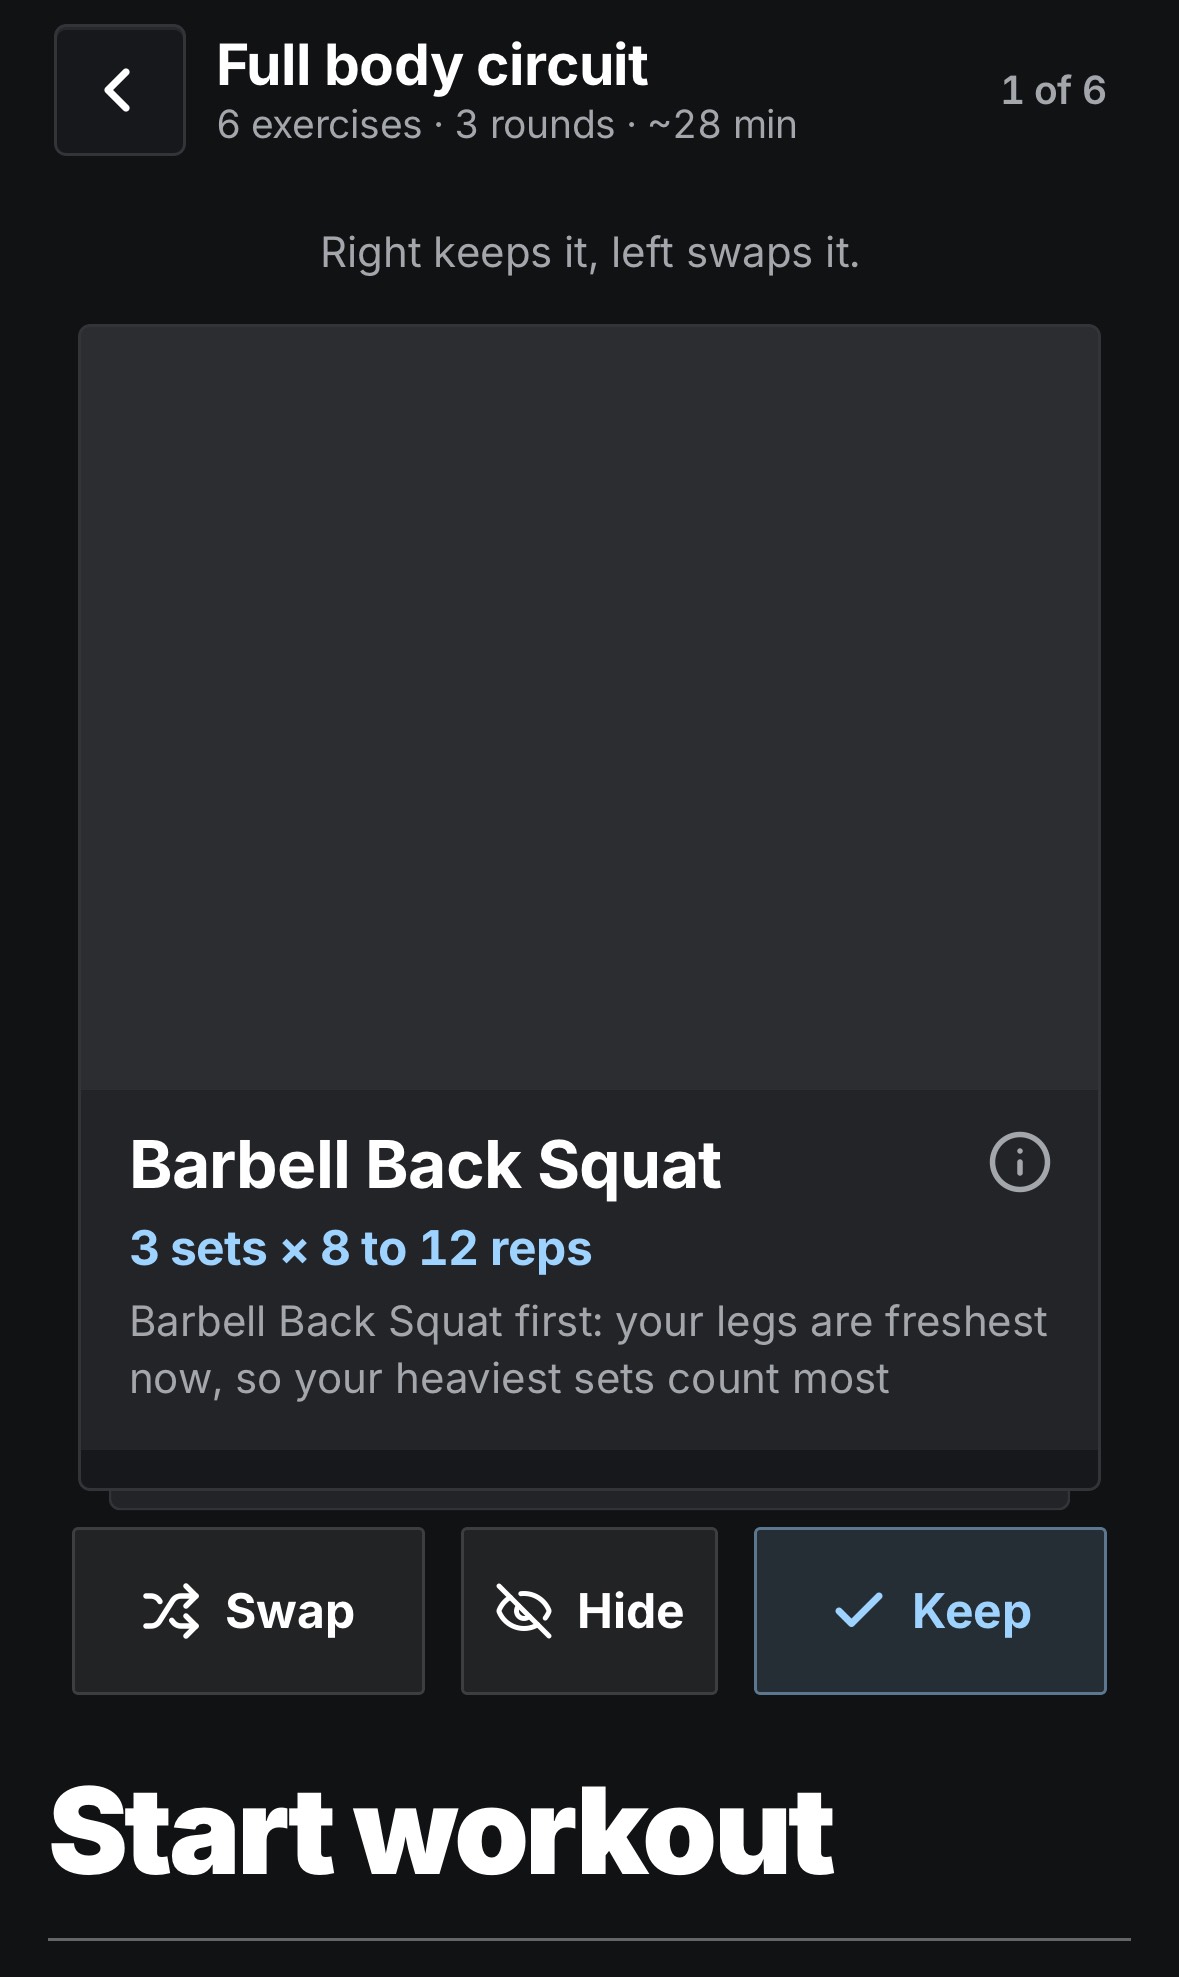 Full body circuit
6 exercises · 3 rounds · ~28 min
1 of 6
Right keeps it, left swaps it.
Barbell Back Squat
3 sets × 8 to 12 reps
Barbell Back Squat first: your legs are freshest
now, so your heaviest sets count most
Swap
Hide
Keep
Start workout